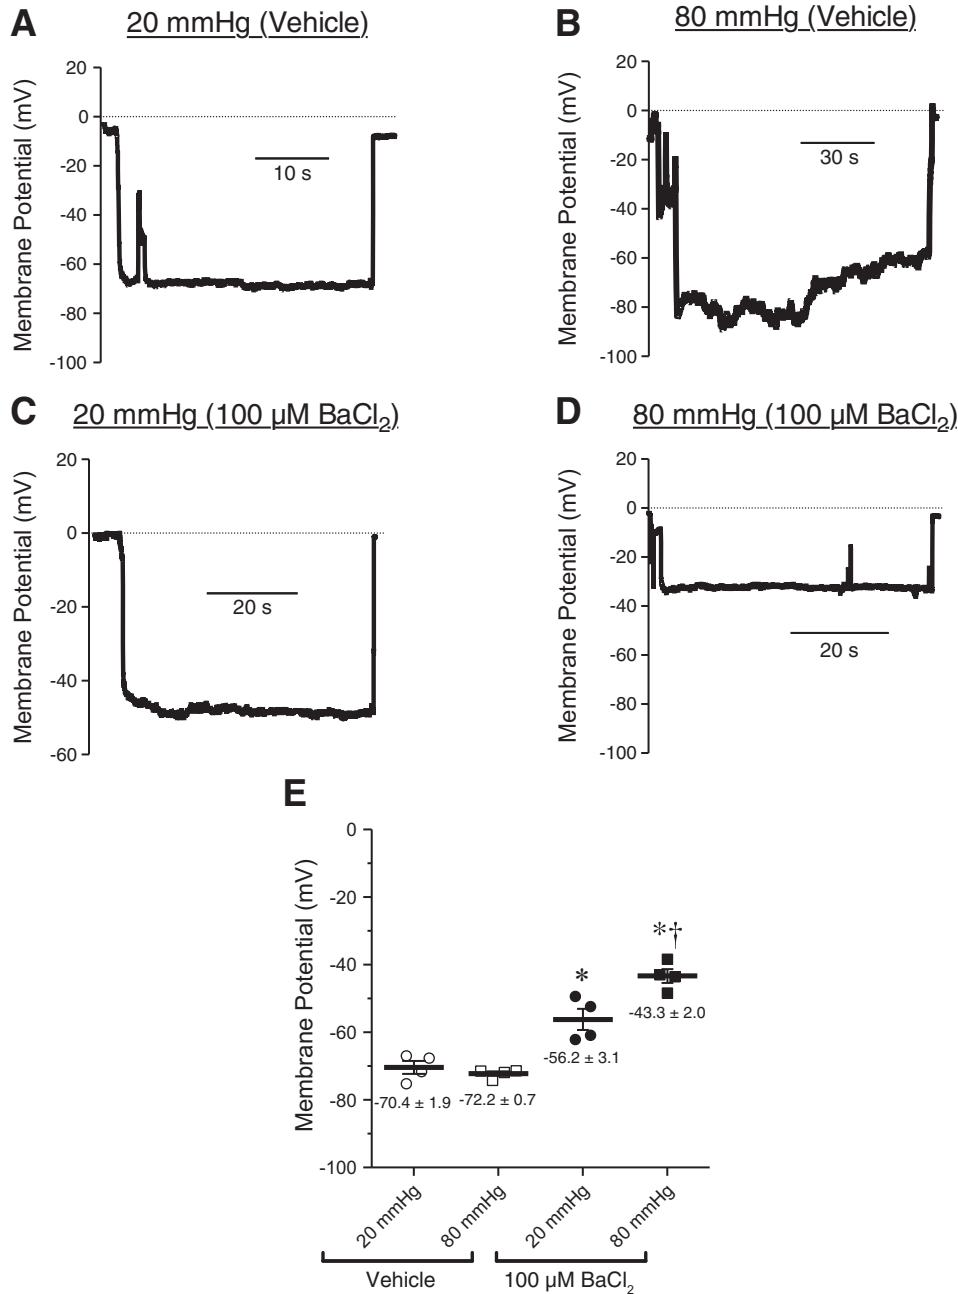 A
20 mmHg (Vehicle)
Membrane Potential (mV)
20
0
-20
-40
-60
-80
-100
10 s
B
80 mmHg (Vehicle)
Membrane Potential (mV)
20
0
-20
-40
-60
-80
-100
30 s
C
20 mmHg (100 µM BaCl₂)
Membrane Potential (mV)
20
0
-20
-40
-60
20 s
D
80 mmHg (100 µM BaCl₂)
Membrane Potential (mV)
20
0
-20
-40
-60
-80
-100
20 s
E
Membrane Potential (mV)
0
-20
-40
-60
-80
-100
-70.4 ± 1.9
-72.2 ± 0.7
*
-56.2 ± 3.1
*†
-43.3 ± 2.0
20 mmHg
80 mmHg
20 mmHg
80 mmHg
Vehicle
100 µM BaCl₂